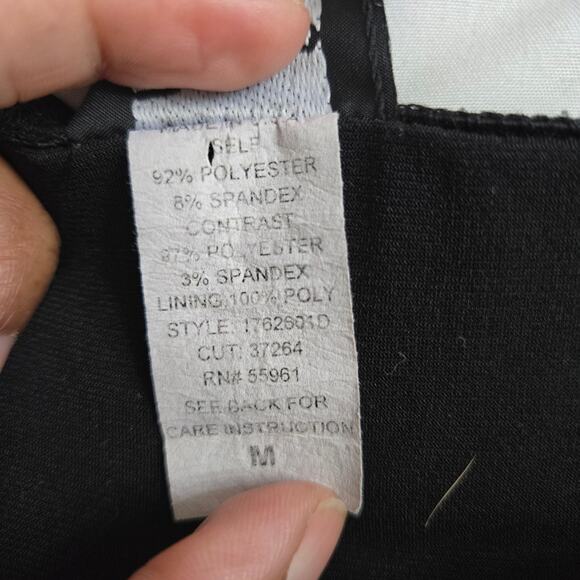 SELF
92% POLYESTER
8% SPANDEX
CONTRAST
97% POLYESTER
3% SPANDEX
LINING:100% POLY
STYLE: I762601D
CUT: 37264
RN# 55961
SEE BACK FOR
CARE INSTRUCTION
M